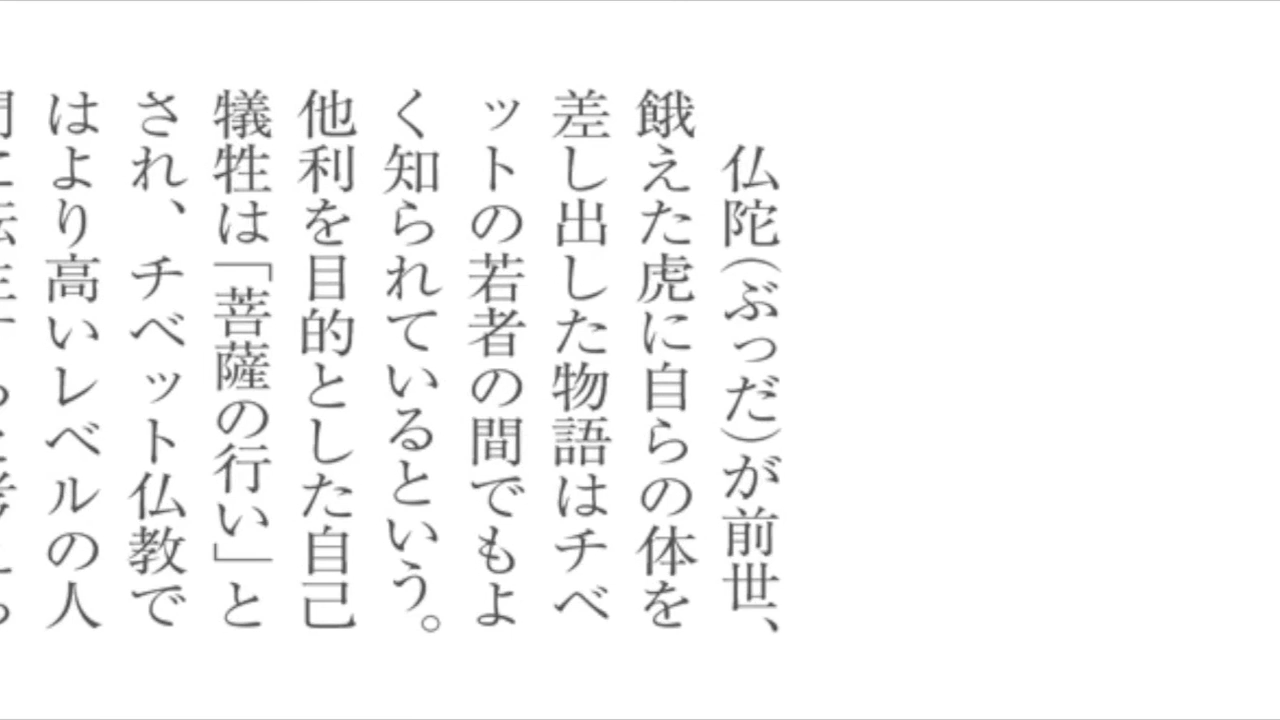 仏陀(ぶっだ)が前世、
餓えた虎に自らの体を
差し出した物語はチベ
ットの若者の間でもよ
く知られているという。
他利を目的とした自己
犠牲は「菩薩の行い」と
され、チベット仏教で
はより高いレベルの人